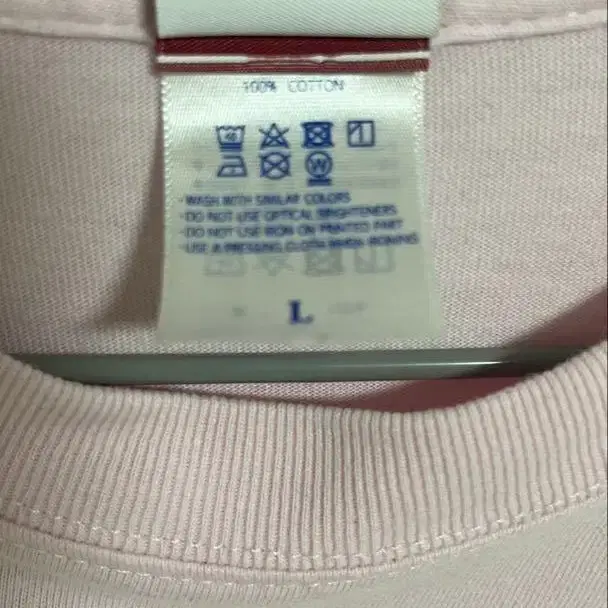 100% COTTON
40
W
·WASH WITH SIMILAR COLORS
·DO NOT USE OPTICAL BRIGHTENERS
·DO NOT USE IRON ON PRINTED PART
·USE A PRESSING CLOTH WHEN IRONING
L